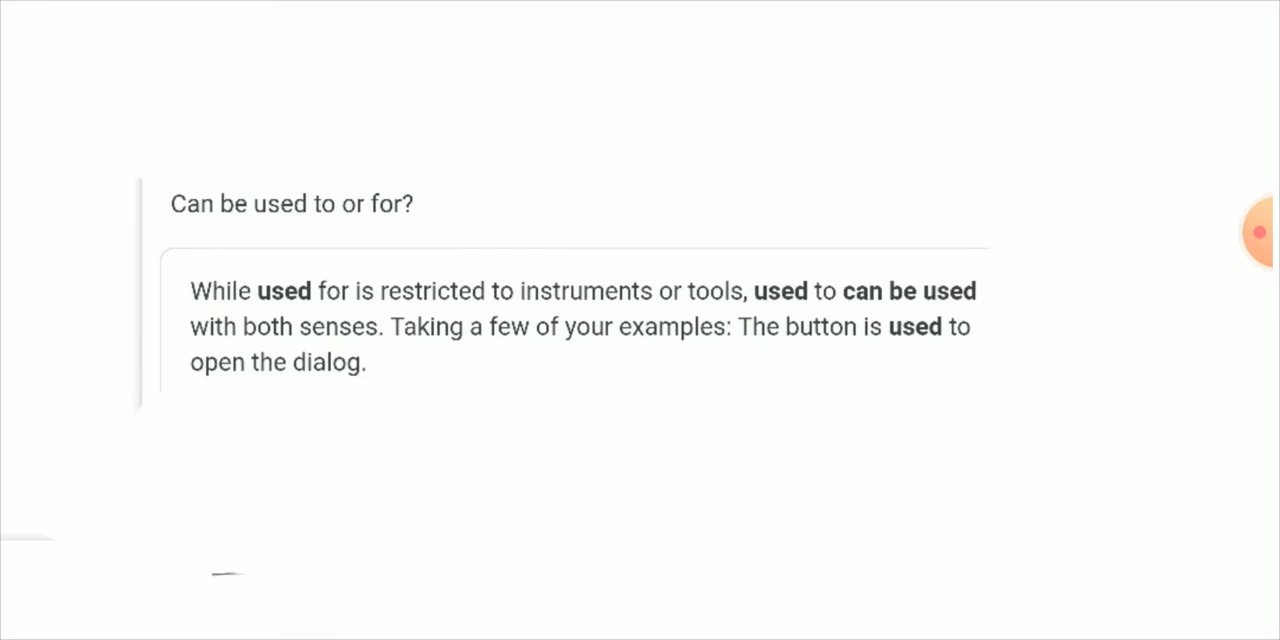 Can be used to or for?
While used for is restricted to instruments or tools, used to can be used
with both senses. Taking a few of your examples: The button is used to
open the dialog.